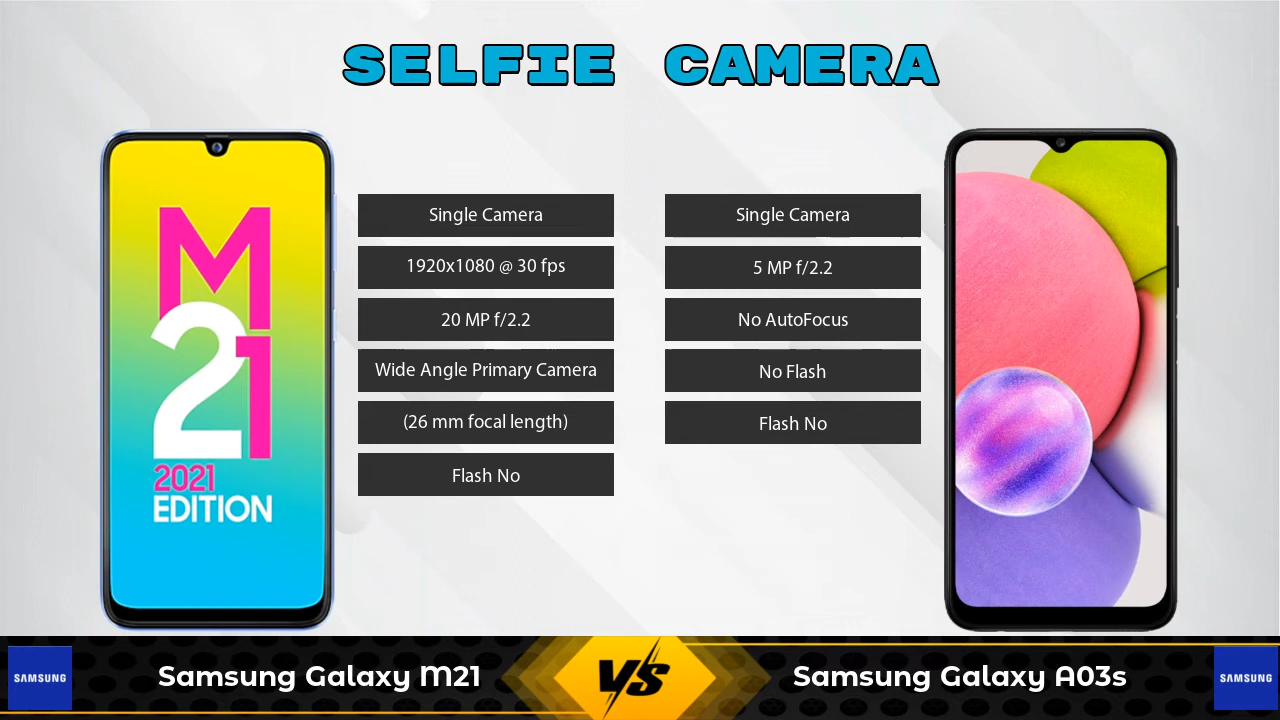 SELFIE CAMERA
M
21
2021
EDITION
Single Camera
1920x1080 @ 30 fps
20 MP f/2.2
Wide Angle Primary Camera
(26 mm focal length)
Flash No
Single Camera
5 MP f/2.2
No AutoFocus
No Flash
Flash No
SAMSUNG
Samsung Galaxy M21
VS
Samsung Galaxy A03s
SAMSUNG